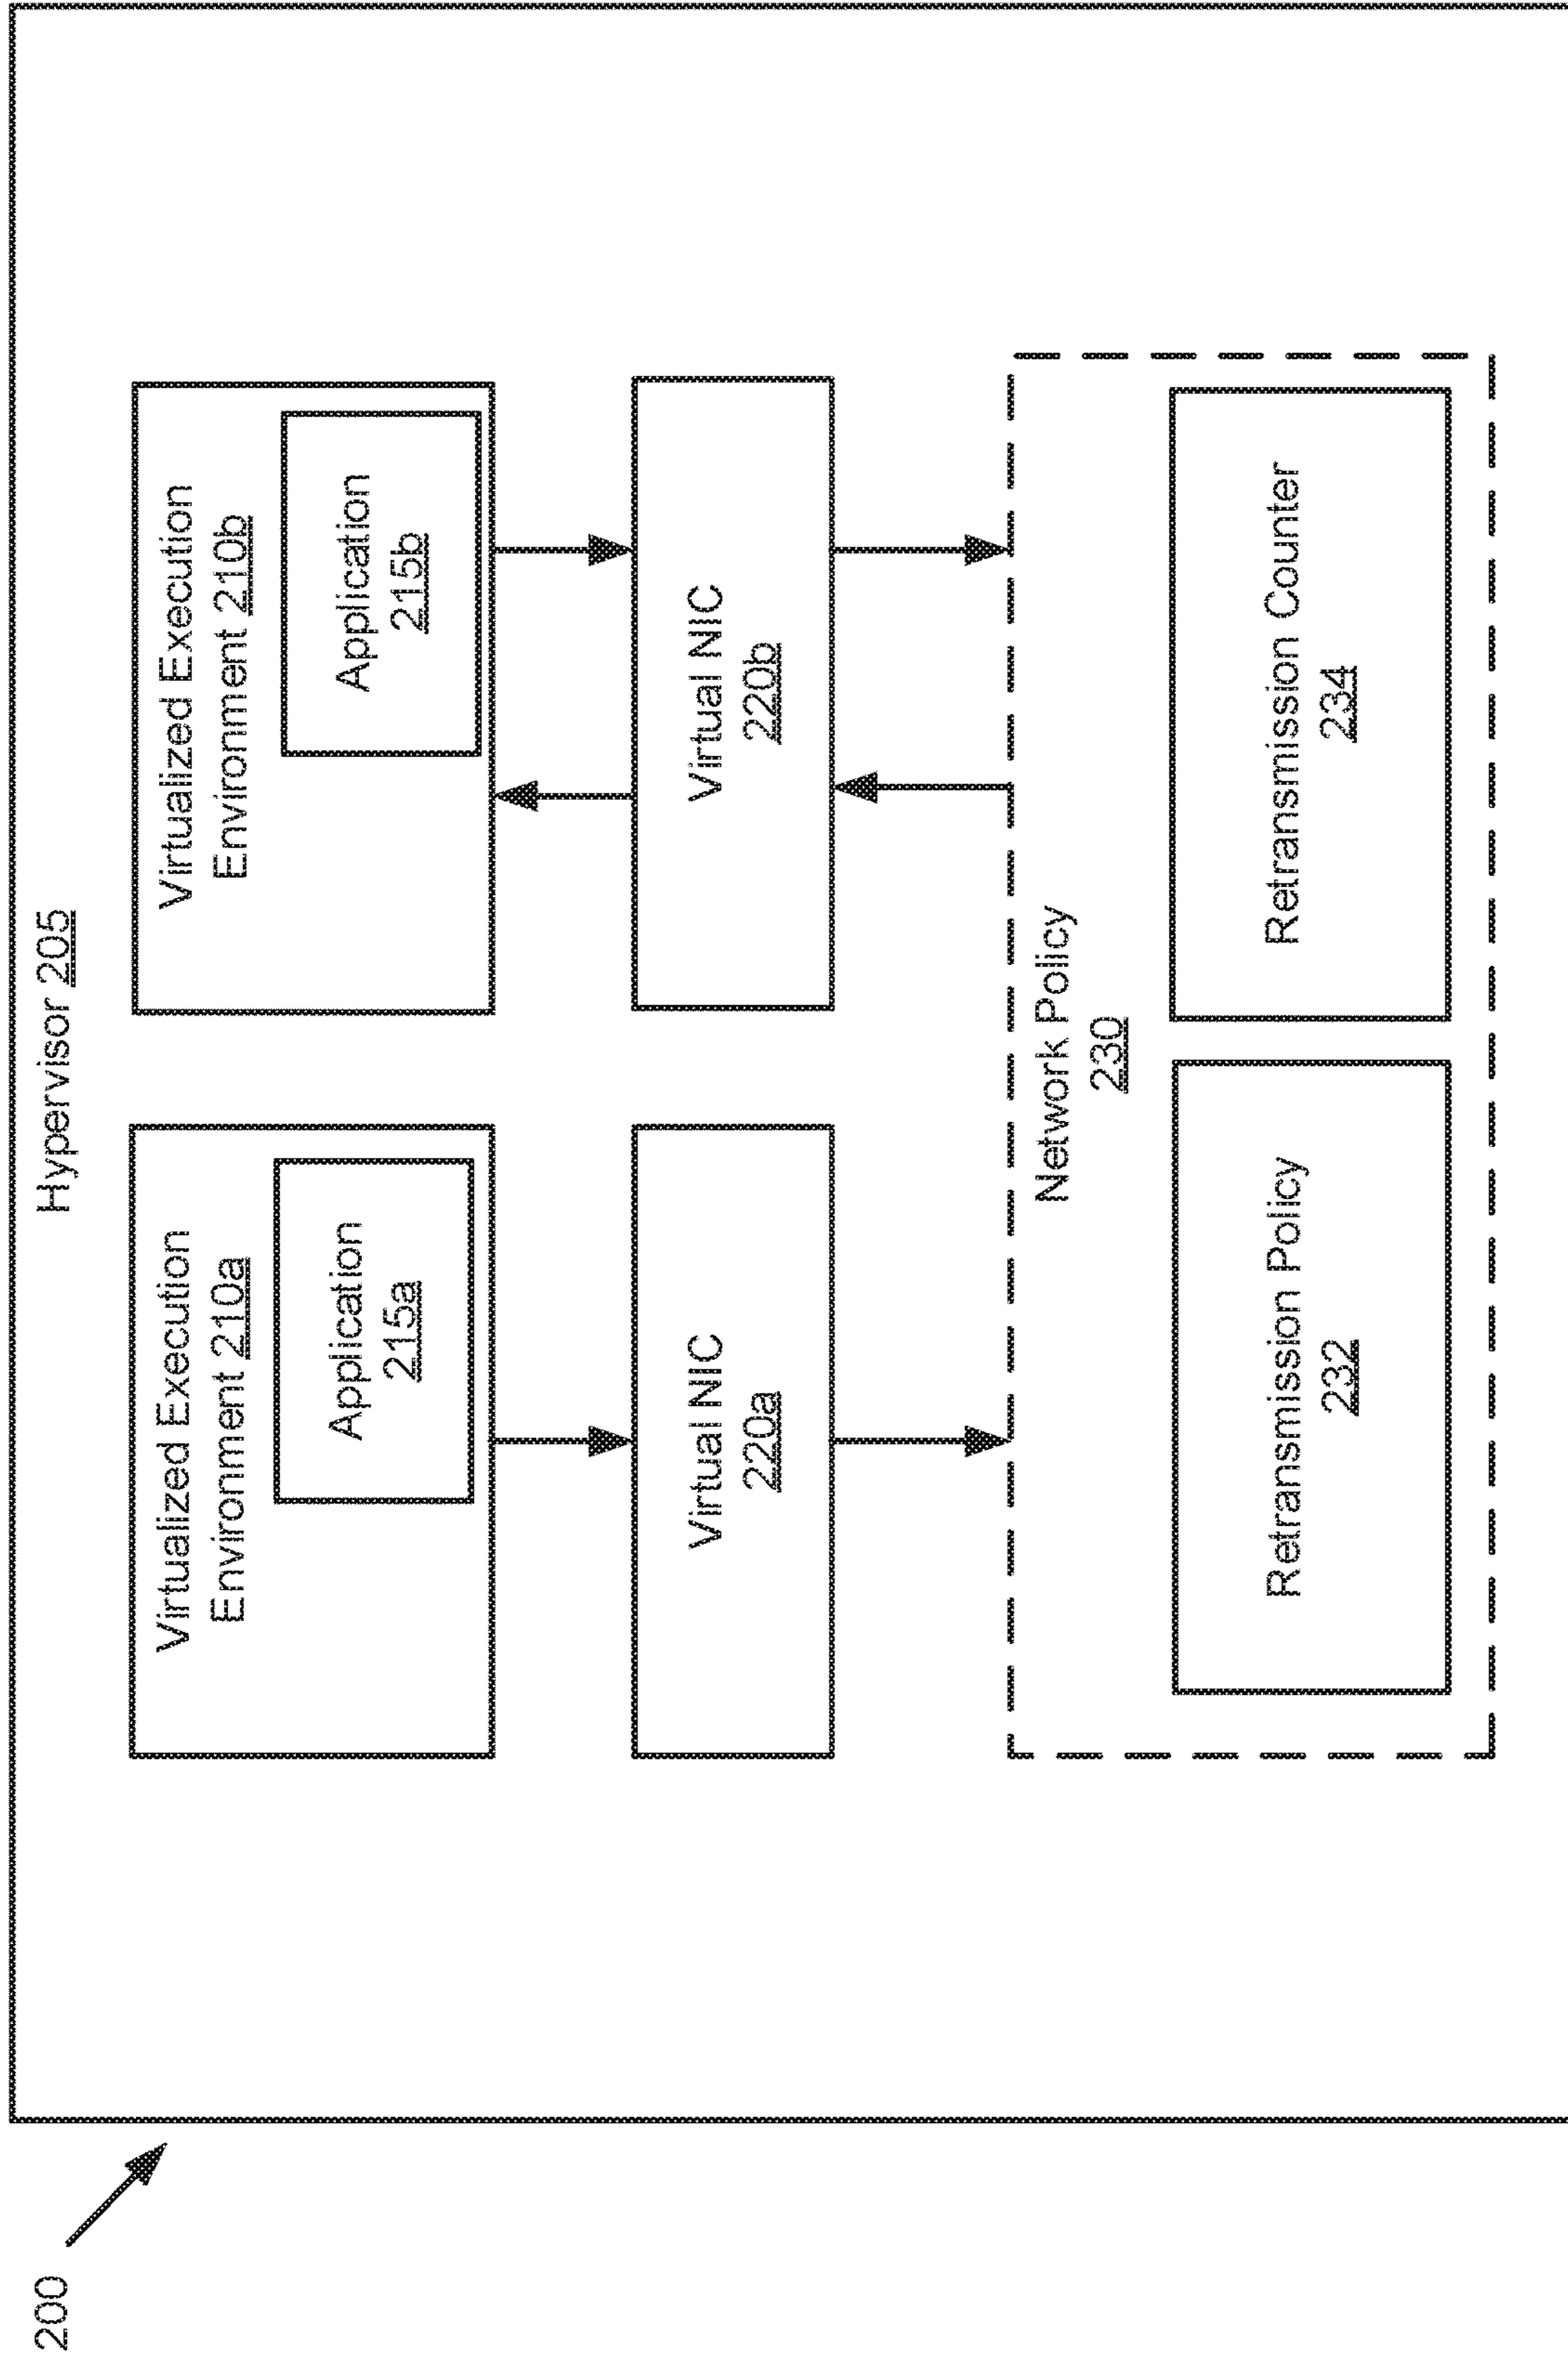 200
Hypervisor 205
Virtualized Execution
Environment 210a
Application
215a
Virtualized Execution
Environment 210b
Application
215b
Virtual NIC
220a
Virtual NIC
220b
Network Policy
230
Retransmission Policy
232
Retransmission Counter
234